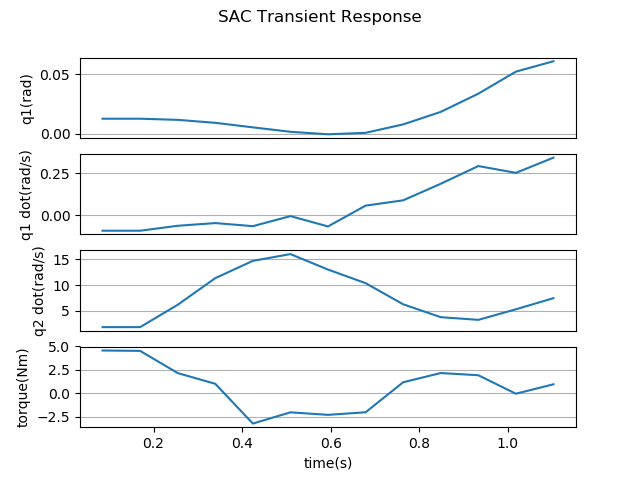 SAC Transient Response
0.05
0.00
q1(rad)
0.25
0.00
q1 dot(rad/s)
15
10
5
q2 dot(rad/s)
5.0
2.5
0.0
−2.5
torque(Nm)
0.2 0.4 0.6 0.8 1.0
time(s)